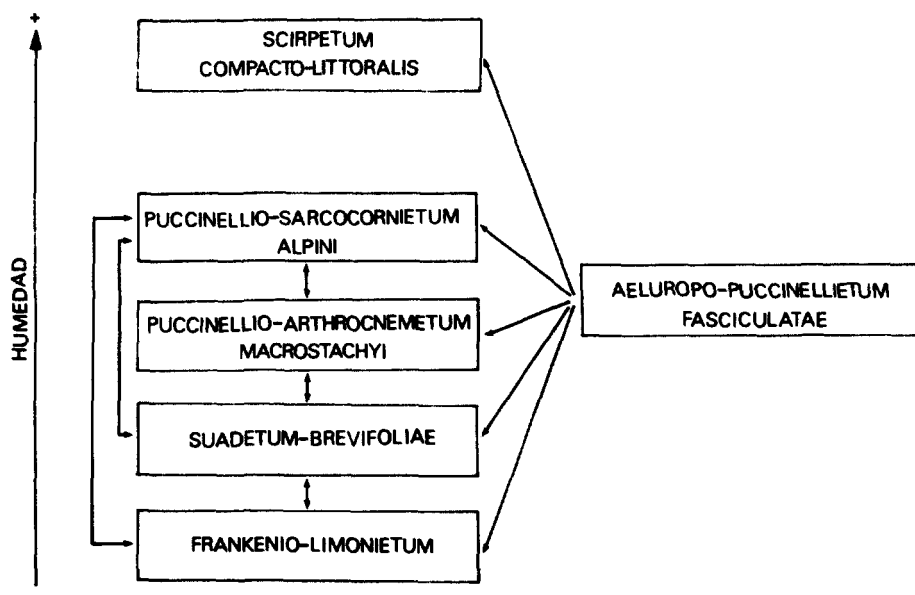 +
HUMEDAD
SCIRPETUM
COMPACTO-LITTORALIS
PUCCINELLIO-SARCOCORNIETUM
ALPINI
PUCCINELLIO-ARTHROCNEMETUM
MACROSTACHYI
SUADETUM-BREVIFOLIAE
FRANKENIO-LIMONIETUM
AELUROPO-PUCCINELLIETUM
FASCICULATAE